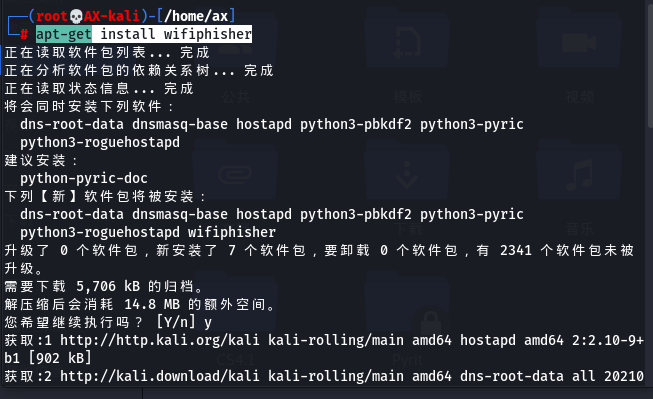 ┌──(root💀AX-kali)-[/home/ax]
└─# apt-get install wifiphisher
正在读取软件包列表... 完成
正在分析软件包的依赖关系树... 完成
正在读取状态信息... 完成
将会同时安装下列软件：
dns-root-data dnsmasq-base hostapd python3-pbkdf2 python3-pyric
python3-roguehostapd
建议安装：
python-pyric-doc
下列【新】软件包将被安装：
dns-root-data dnsmasq-base hostapd python3-pbkdf2 python3-pyric
python3-roguehostapd wifiphisher
升级了 0 个软件包，新安装了 7 个软件包，要卸载 0 个软件包，有 2341 个软件包未被
升级。
需要下载 5,706 kB 的归档。
解压缩后会消耗 14.8 MB 的额外空间。
您希望继续执行吗？ [Y/n] y
获取:1 http://http.kali.org/kali kali-rolling/main amd64 hostapd amd64 2:2.10-9+
b1 [902 kB]
获取:2 http://kali.download/kali kali-rolling/main amd64 dns-root-data all 20210
公共
模板
视频
下载
音乐